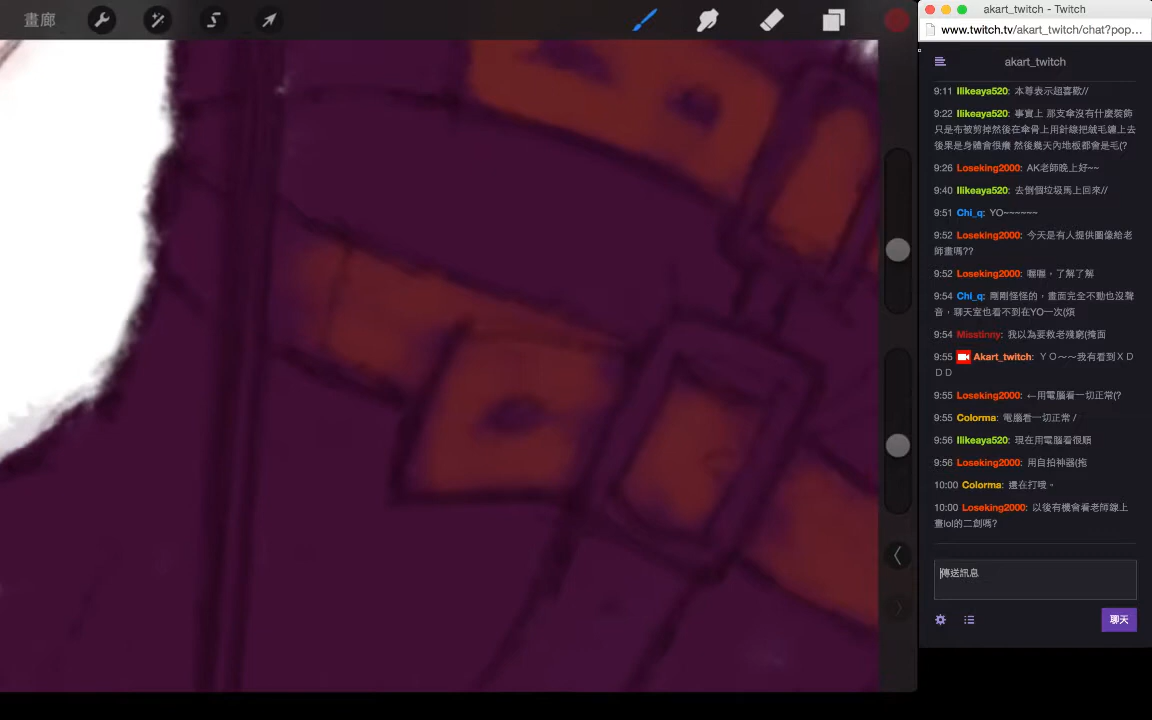 畫廊
akart_twitch - Twitch
www.twitch.tv/akart_twitch/chat?pop...
akart_twitch
9:11 Ilikeaya520: 本尊表示超喜歡//
9:22 Ilikeaya520: 事實上 那支傘沒有什麼裝飾
只是布被剪掉然後在傘骨上用針線把絨毛纏上去
後果是身體會很癢 然後幾天內地板都會是毛(?
9:26 Loseking2000: AK老師晚上好~~
9:40 Ilikeaya520: 去倒個垃圾馬上回來//
9:51 Chi_q: YO~~~~~~
9:52 Loseking2000: 今天是有人提供圖像給老
師畫嗎??
9:52 Loseking2000: 喔喔，了解了解
9:54 Chi_q: 剛剛怪怪的，畫面完全不動也沒聲
音，聊天室也看不到在YO一次(煩
9:54 Misstinny: 我以為要救老殘窮(掩面
9:55 Akart_twitch: ＹＯ～～我有看到ＸＤ
ＤＤ
9:55 Loseking2000: ←用電腦看一切正常(?
9:55 Colorma: 電腦看一切正常 /
9:56 Ilikeaya520: 現在用電腦看很順
9:56 Loseking2000: 用自拍神器(拖
10:00 Colorma: 還在打哦。
10:00 Loseking2000: 以後有機會看老師線上
畫lol的二創嗎?
傳送訊息
聊天